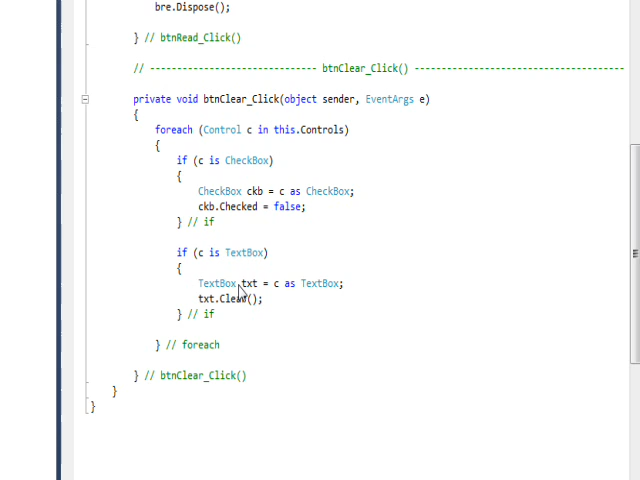 bre.Dispose();
} // btnRead_Click()
// ------------------------------- btnClear_Click() ---------------------------------------
private void btnClear_Click(object sender, EventArgs e)
{
foreach (Control c in this.Controls)
{
if (c is CheckBox)
{
CheckBox ckb = c as CheckBox;
ckb.Checked = false;
} // if
if (c is TextBox)
{
TextBox txt = c as TextBox;
txt.Clear();
} // if
} // foreach
} // btnClear_Click()
}
}